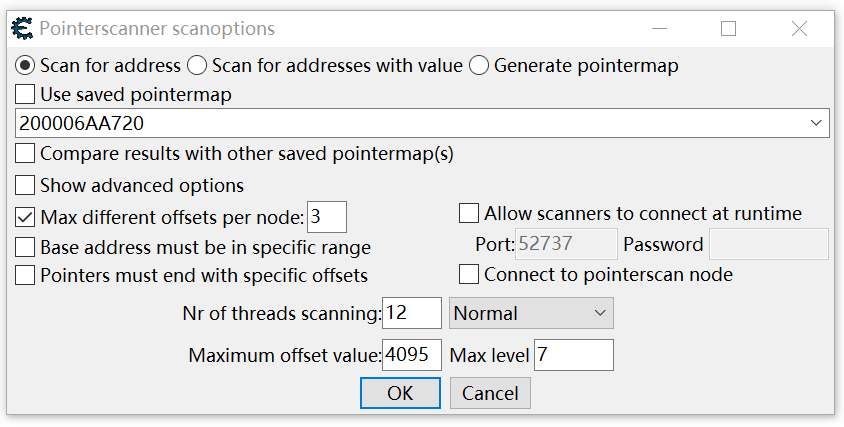 Pointerscanner scanoptions
Scan for address Scan for addresses with value Generate pointermap
Use saved pointermap
200006AA720
Compare results with other saved pointermap(s)
Show advanced options
Max different offsets per node: 3
Allow scanners to connect at runtime
Base address must be in specific range
Port: 52737 Password
Pointers must end with specific offsets
Connect to pointerscan node
Nr of threads scanning: 12 Normal
Maximum offset value: 4095 Max level 7
OK Cancel